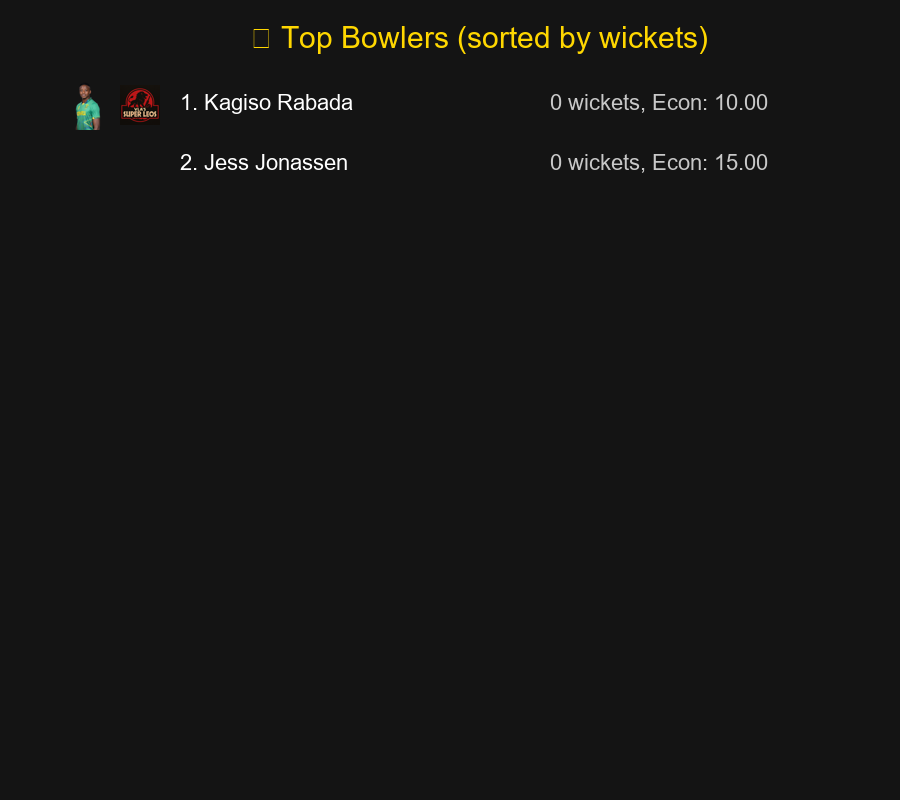 Top Bowlers (sorted by wickets)
SUPER LEOS
1. Kagiso Rabada 0 wickets, Econ: 10.00
2. Jess Jonassen 0 wickets, Econ: 15.00